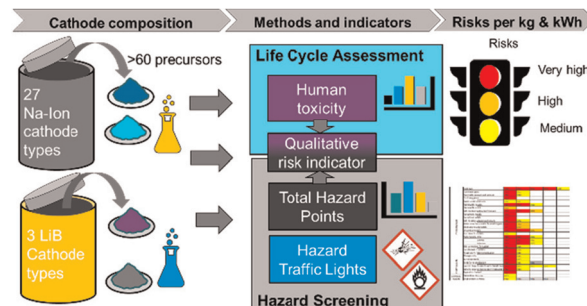 Cathode composition
Methods and indicators
Risks per kg & kWh
>60 precursors
27
Na-Ion
cathode
types
3 LiB
Cathode
types
Life Cycle Assessment
Human
toxicity
Qualitative
risk indicator
Total Hazard
Points
Hazard
Traffic Lights
Hazard Screening
Risks
Very high
High
Medium